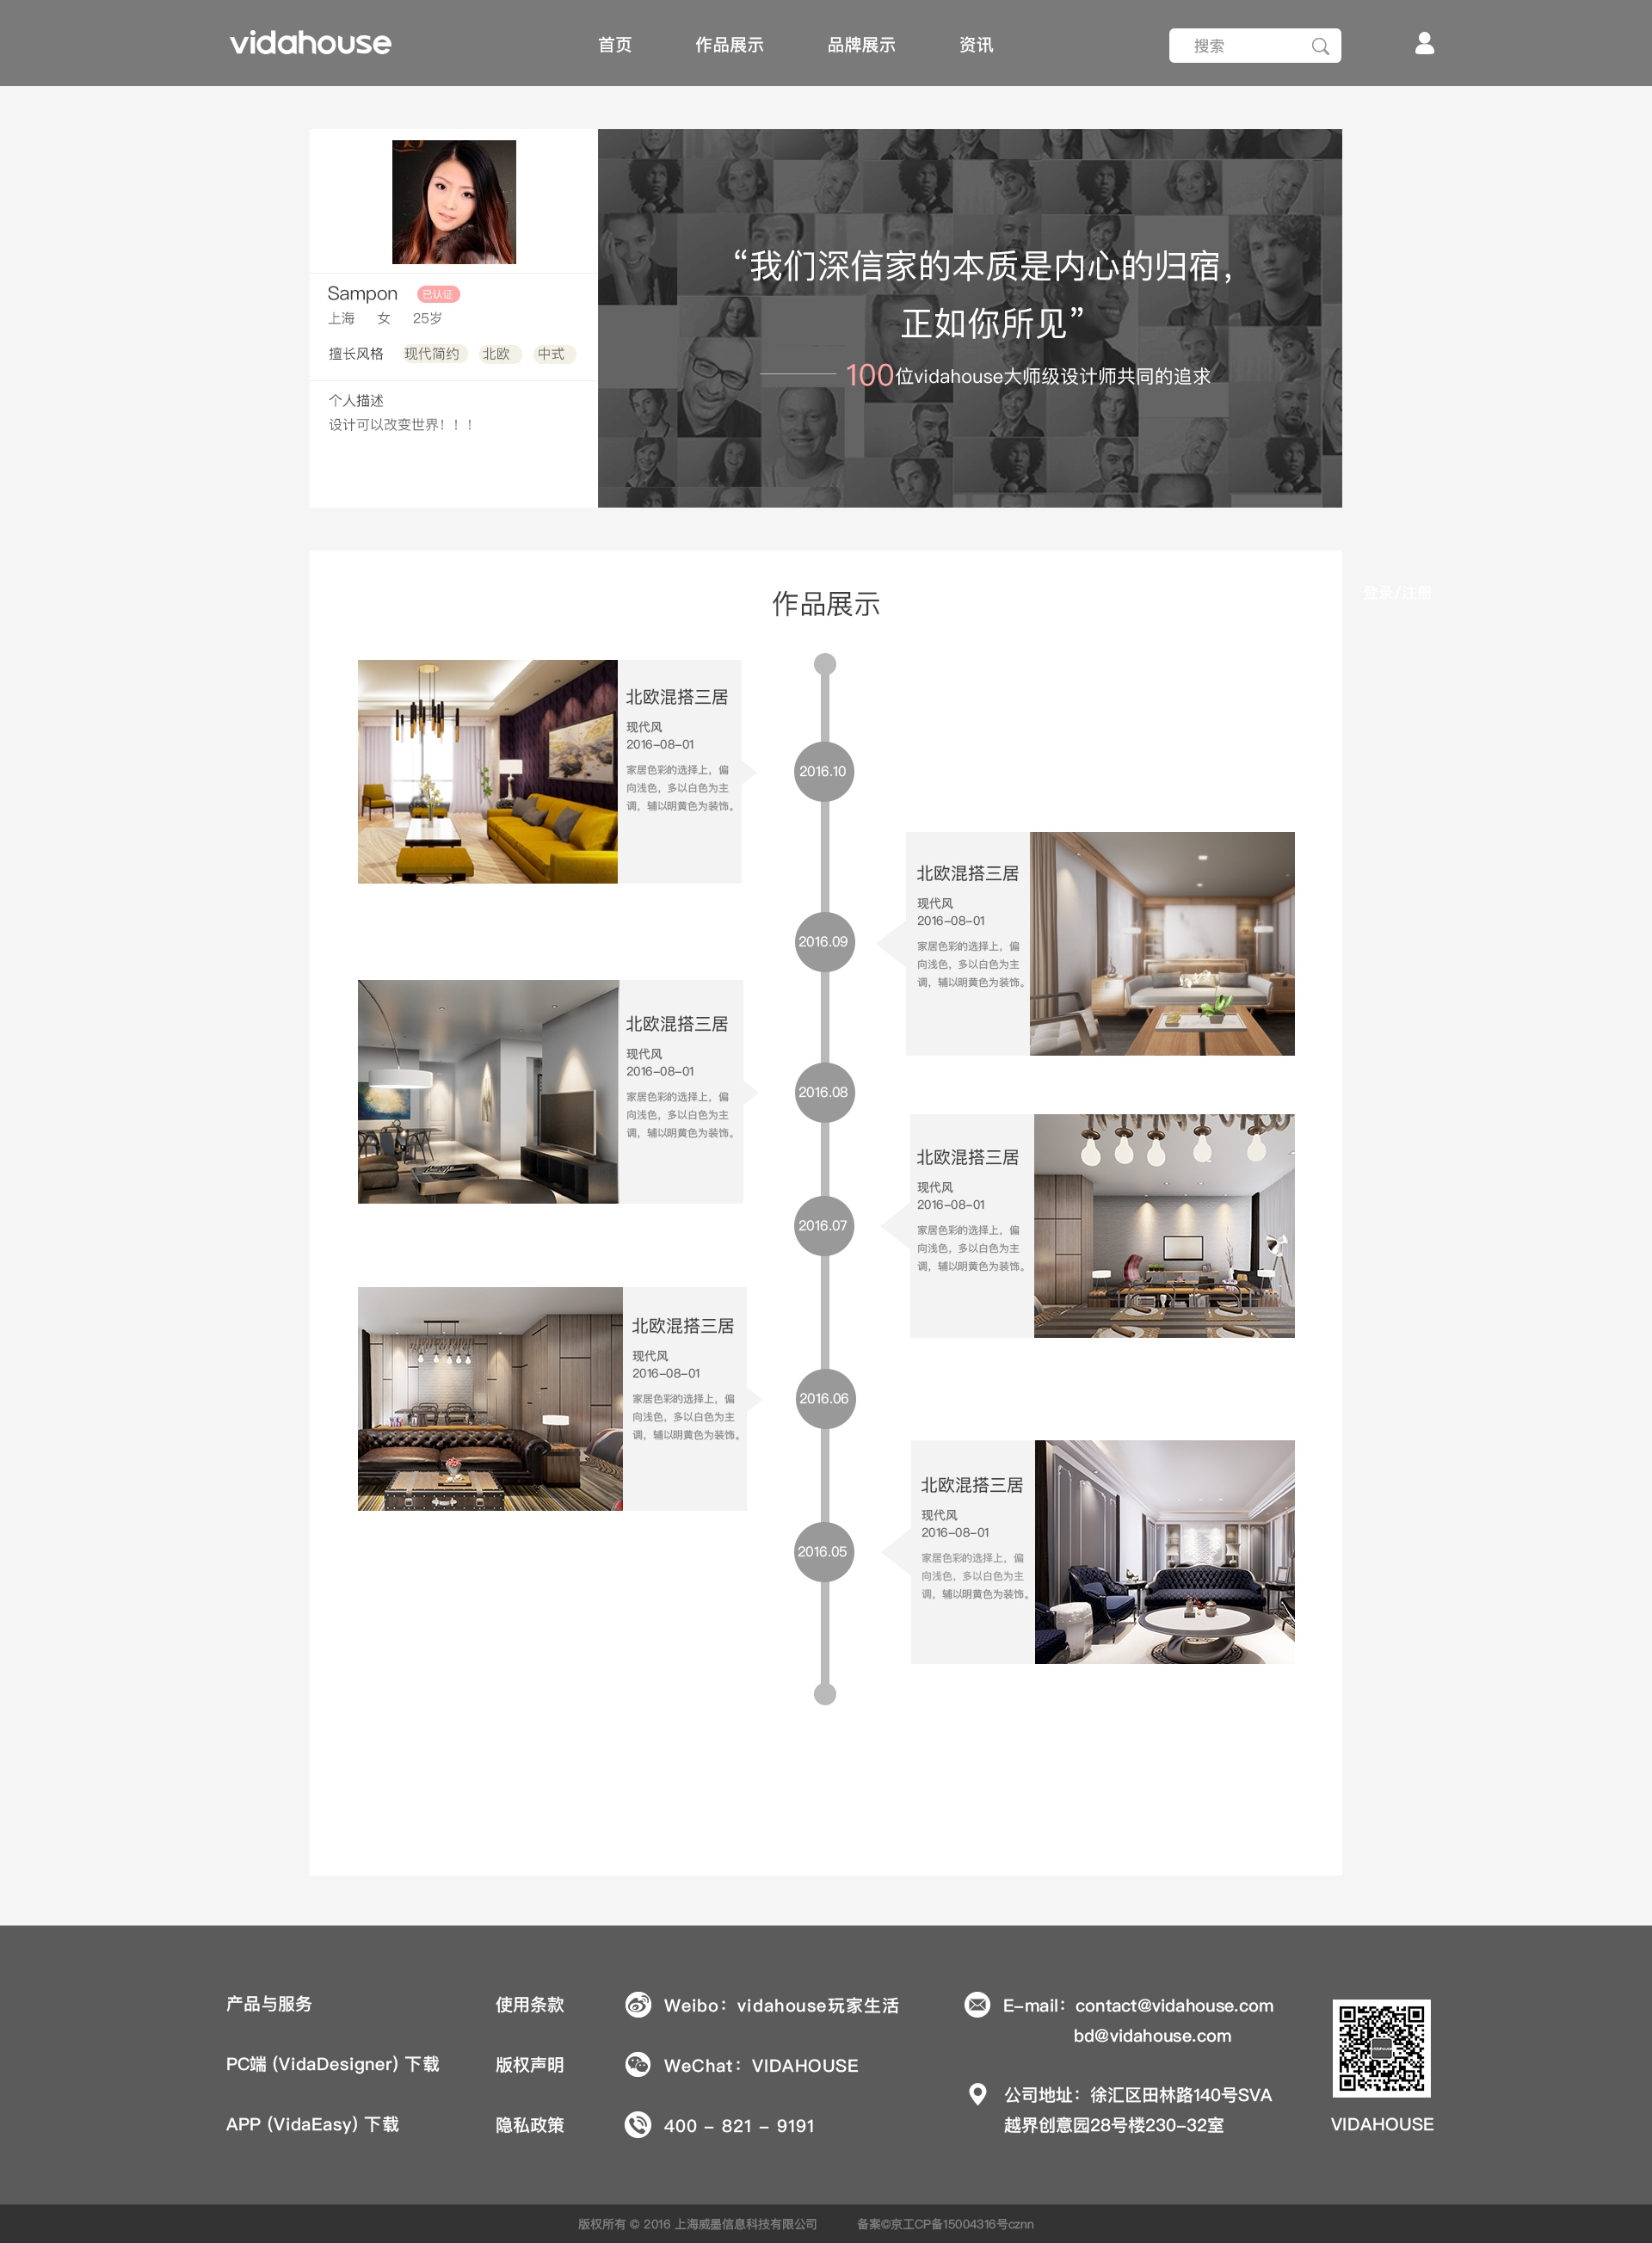 vidahouse
首页 作品展示 品牌展示 资讯
搜索
Sampon 已认证
上海 女 25岁
擅长风格 现代简约 北欧 中式
个人描述
设计可以改变世界！！！
“我们深信家的本质是内心的归宿，
正如你所见”
100位vidahouse大师级设计师共同的追求
登录/注册
作品展示
北欧混搭三居
现代风
2016-08-01
家居色彩的选择上，偏
向浅色，多以白色为主
调，辅以明黄色为装饰。
2016.10
北欧混搭三居
现代风
2016-08-01
家居色彩的选择上，偏
向浅色，多以白色为主
调，辅以明黄色为装饰。
2016.09
北欧混搭三居
现代风
2016-08-01
家居色彩的选择上，偏
向浅色，多以白色为主
调，辅以明黄色为装饰。
2016.08
北欧混搭三居
现代风
2016-08-01
家居色彩的选择上，偏
向浅色，多以白色为主
调，辅以明黄色为装饰。
2016.07
北欧混搭三居
现代风
2016-08-01
家居色彩的选择上，偏
向浅色，多以白色为主
调，辅以明黄色为装饰。
2016.06
北欧混搭三居
现代风
2016-08-01
家居色彩的选择上，偏
向浅色，多以白色为主
调，辅以明黄色为装饰。
2016.05
产品与服务
PC端 (VidaDesigner) 下载
APP (VidaEasy) 下载
使用条款
版权声明
隐私政策
Weibo：vidahouse玩家生活
WeChat：VIDAHOUSE
400 - 821 - 9191
E-mail：contact@vidahouse.com
bd@vidahouse.com
公司地址：徐汇区田林路140号SVA
越界创意园28号楼230-32室
vidahouse
VIDAHOUSE
版权所有 © 2016 上海威墨信息科技有限公司 备案©京工CP备15004316号cznn